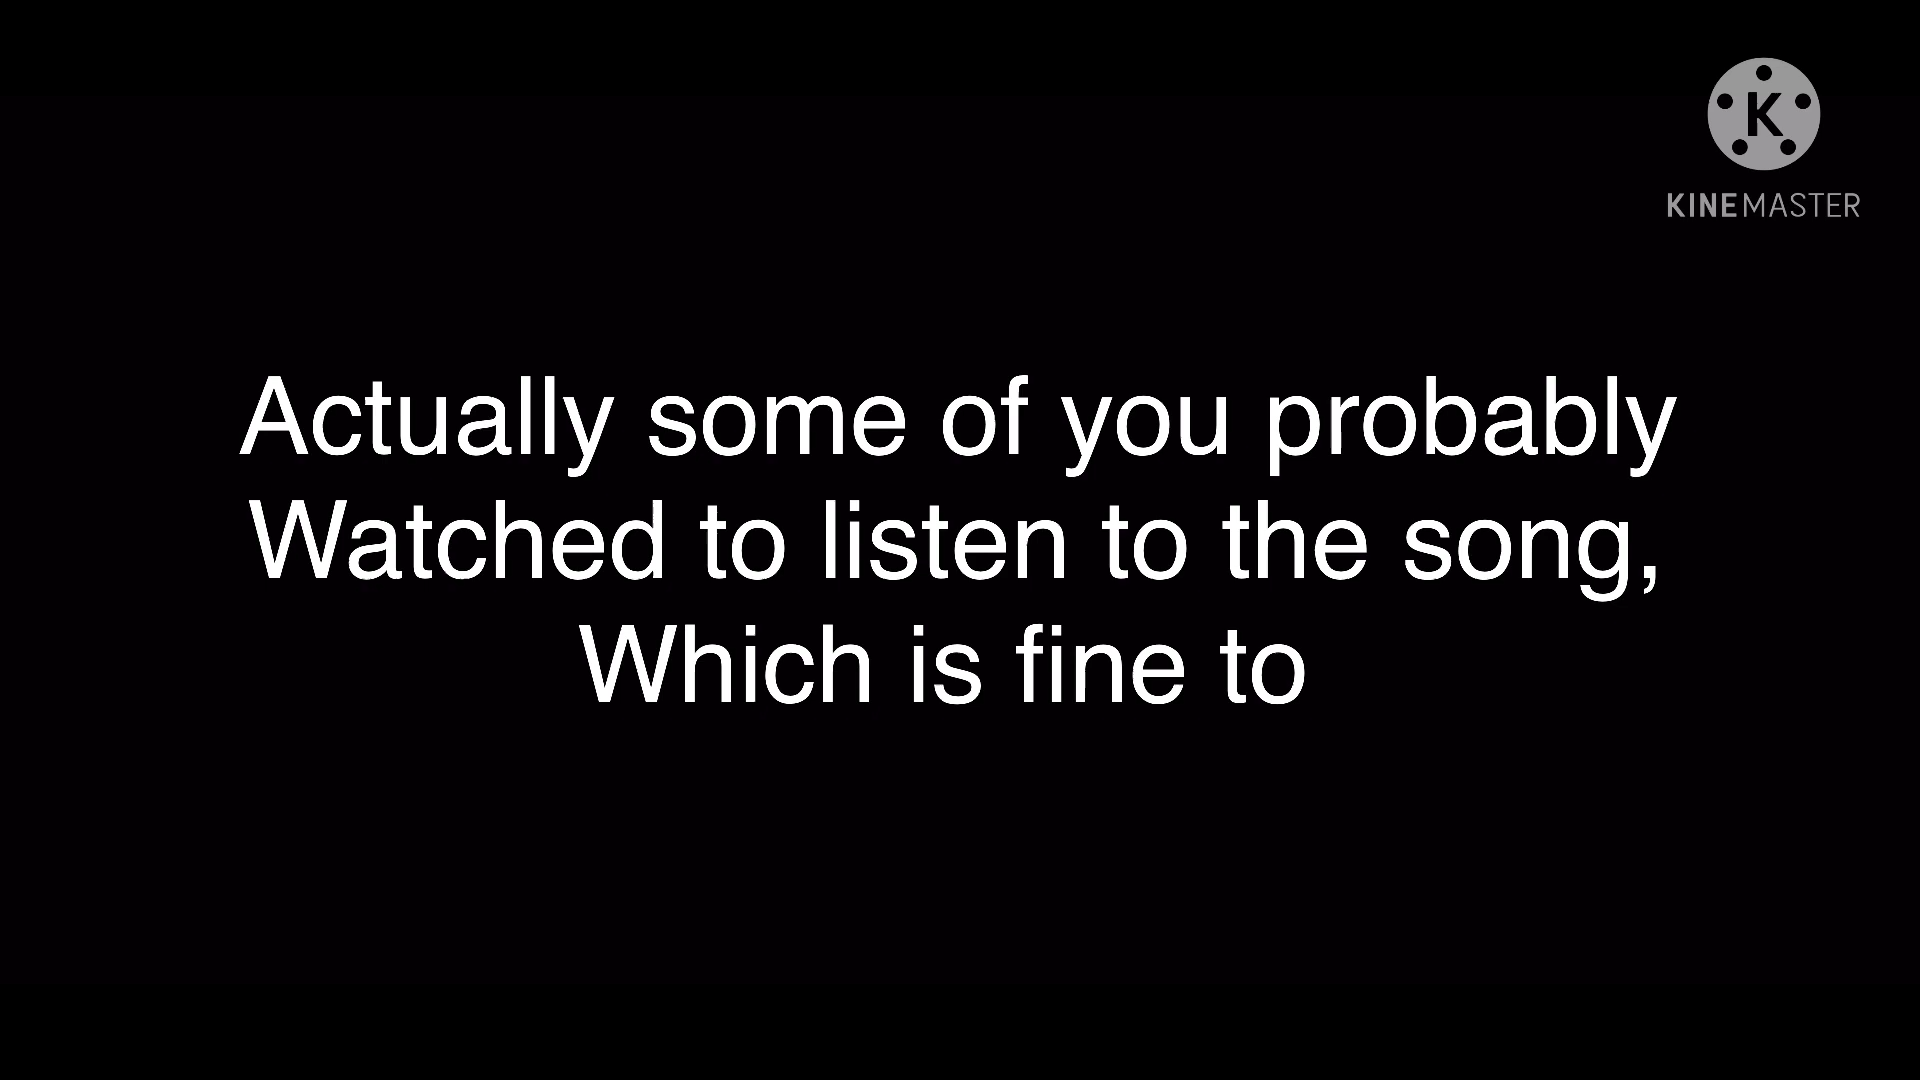 K
KINEMASTER
Actually some of you probably
Watched to listen to the song,
Which is fine to